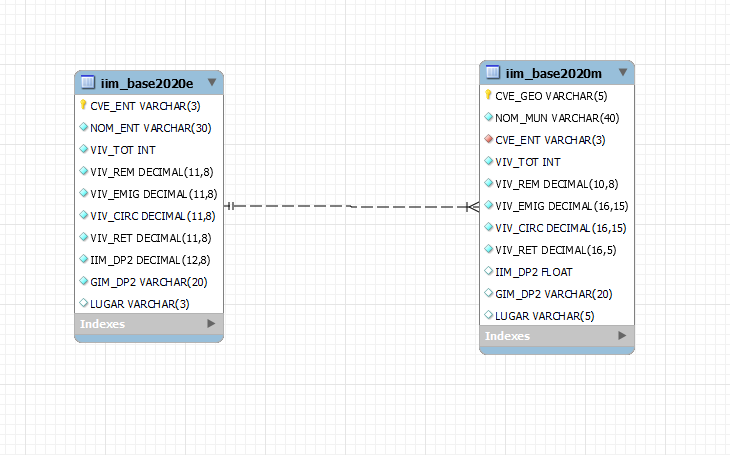 iim_base2020e
CVE_ENT VARCHAR(3)
NOM_ENT VARCHAR(30)
VIV_TOT INT
VIV_REM DECIMAL(11,8)
VIV_EMIG DECIMAL(11,8)
VIV_CIRC DECIMAL(11,8)
VIV_RET DECIMAL(11,8)
IIM_DP2 DECIMAL(12,8)
GIM_DP2 VARCHAR(20)
LUGAR VARCHAR(3)
Indexes
iim_base2020m
CVE_GEO VARCHAR(5)
NOM_MUN VARCHAR(40)
CVE_ENT VARCHAR(3)
VIV_TOT INT
VIV_REM DECIMAL(10,8)
VIV_EMIG DECIMAL(16,15)
VIV_CIRC DECIMAL(16,15)
VIV_RET DECIMAL(16,5)
IIM_DP2 FLOAT
GIM_DP2 VARCHAR(20)
LUGAR VARCHAR(5)
Indexes